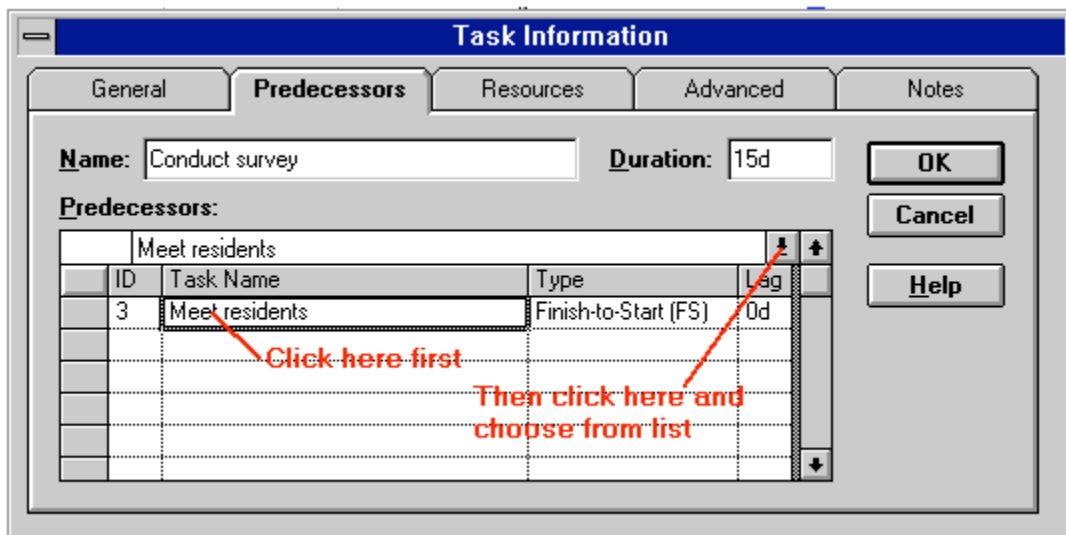 Task Information
General Predecessors Resources Advanced Notes
Name: Conduct survey Duration: 15d OK
Predecessors: Cancel
Meet residents
ID Task Name Type Lag Help
3 Meet residents Finish-to-Start (FS) 0d
Click here first
Then click here and
choose from list